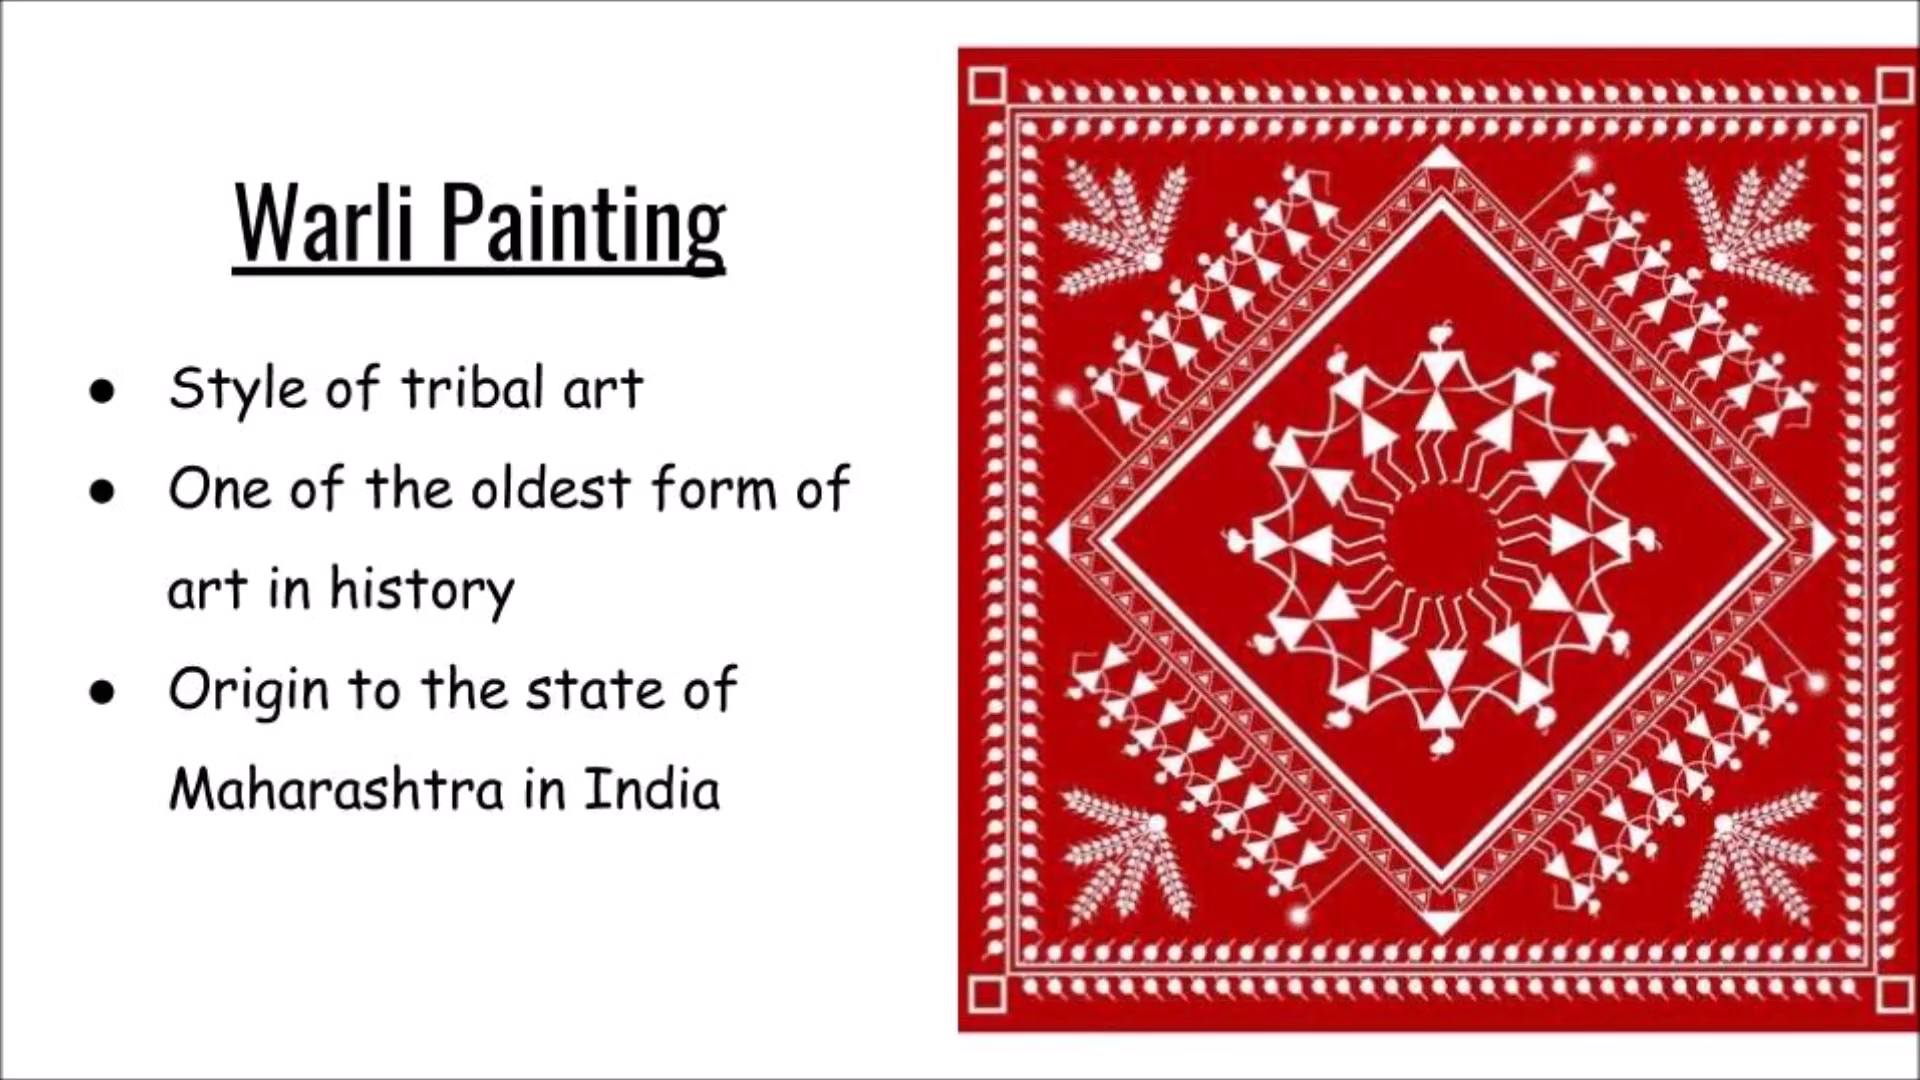 Warli Painting
● Style of tribal art
● One of the oldest form of
art in history
● Origin to the state of
Maharashtra in India